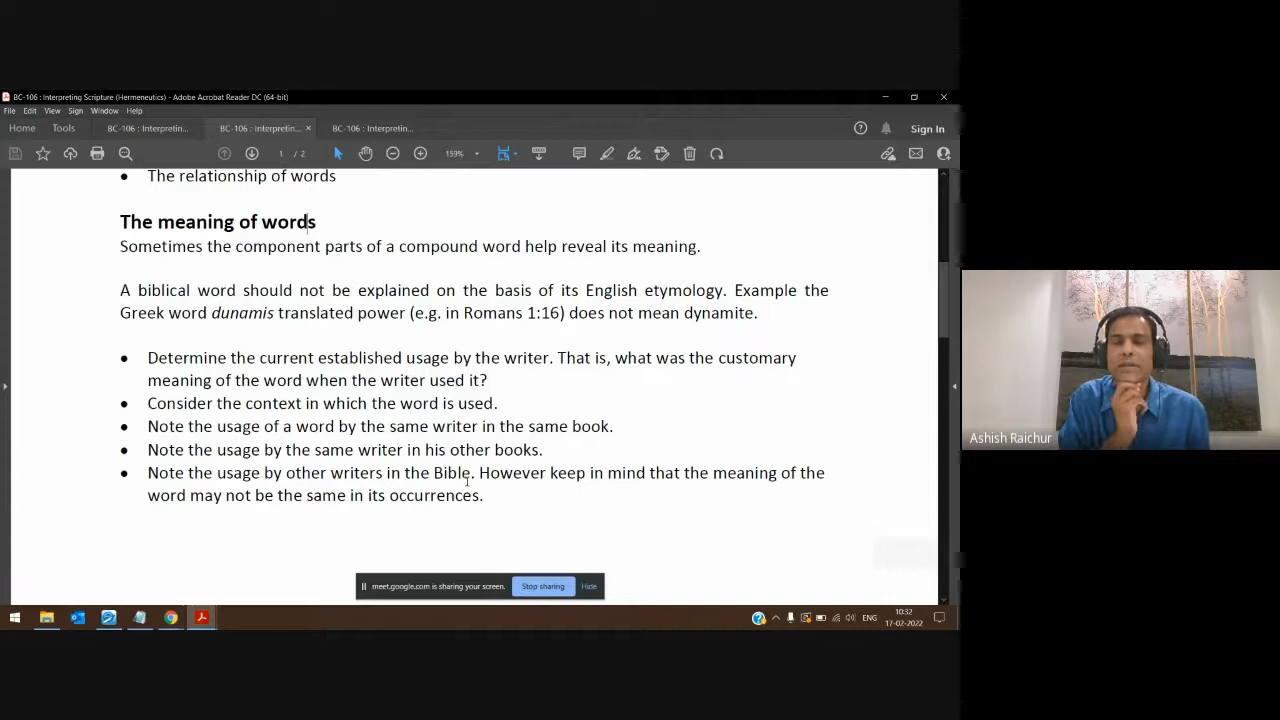 BC-106 : Interpreting Scripture (Hermeneutics) - Adobe Acrobat Reader DC (64-bit)
File Edit View Sign Window Help
Home Tools BC-106 : Interpretin... BC-106 : Interpretin... × BC-106 : Interpretin... Sign In
1 / 2 159%
• The relationship of words
The meaning of words
Sometimes the component parts of a compound word help reveal its meaning.
A biblical word should not be explained on the basis of its English etymology. Example the
Greek word dunamis translated power (e.g. in Romans 1:16) does not mean dynamite.
• Determine the current established usage by the writer. That is, what was the customary
meaning of the word when the writer used it?
• Consider the context in which the word is used.
• Note the usage of a word by the same writer in the same book.
• Note the usage by the same writer in his other books.
• Note the usage by other writers in the Bible. However keep in mind that the meaning of the
word may not be the same in its occurrences.
meet.google.com is sharing your screen. Stop sharing Hide
ENG 10:32
17-02-2022
Ashish Raichur